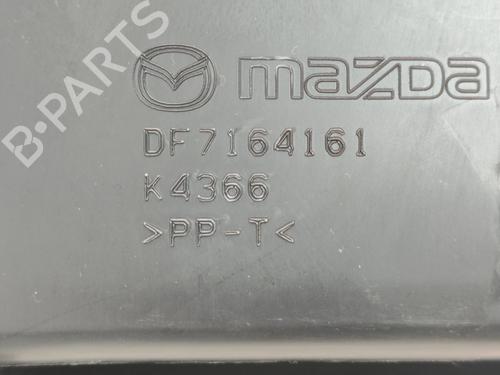 B-PARTS
mazda
DF7164161
K4366
>PP-T<